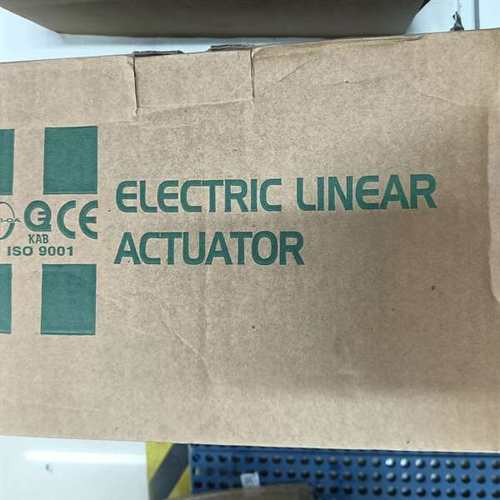 ELECTRIC LINEAR
ACTUATOR
CE
KAB
ISO 9001